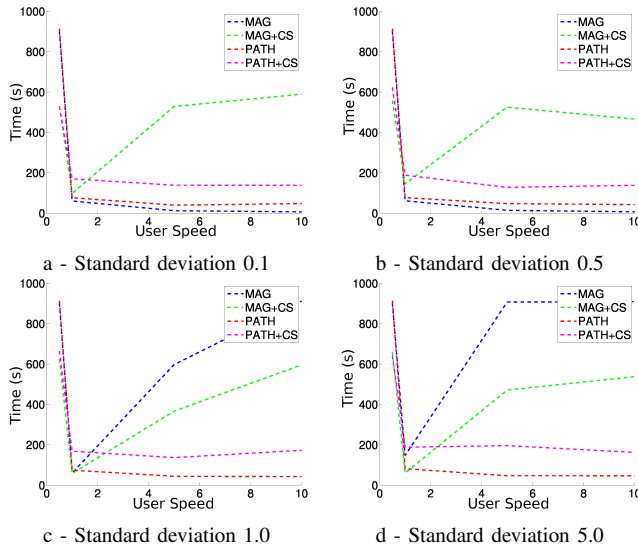 1000
800
600
400
200
0
Time (s)
MAG
MAG+CS
PATH
PATH+CS
0 2 4 6 8 10
User Speed
a - Standard deviation 0.1
1000
800
600
400
200
0
Time (s)
MAG
MAG+CS
PATH
PATH+CS
0 2 4 6 8 10
User Speed
b - Standard deviation 0.5
1000
800
600
400
200
0
Time (s)
MAG
MAG+CS
PATH
PATH+CS
0 2 4 6 8 10
User Speed
c - Standard deviation 1.0
1000
800
600
400
200
0
Time (s)
MAG
MAG+CS
PATH
PATH+CS
0 2 4 6 8 10
User Speed
d - Standard deviation 5.0